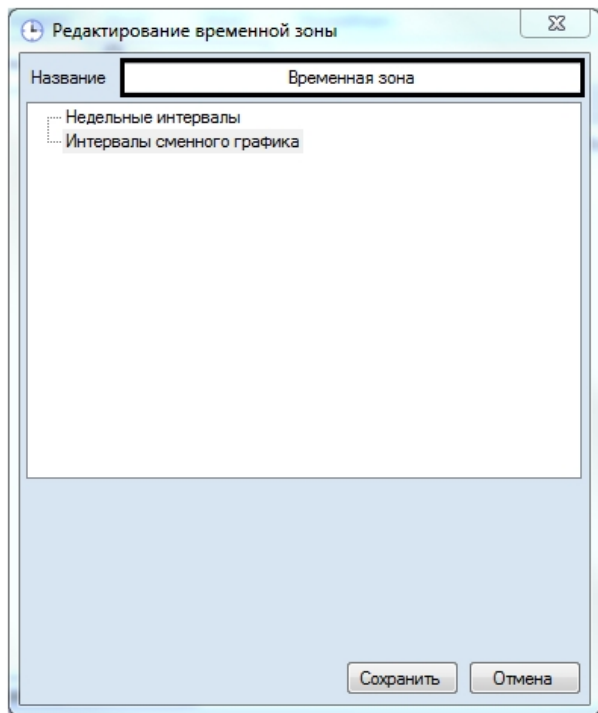 Редактирование временной зоны
Название Временная зона
Недельные интервалы
Интервалы сменного графика
Сохранить Отмена